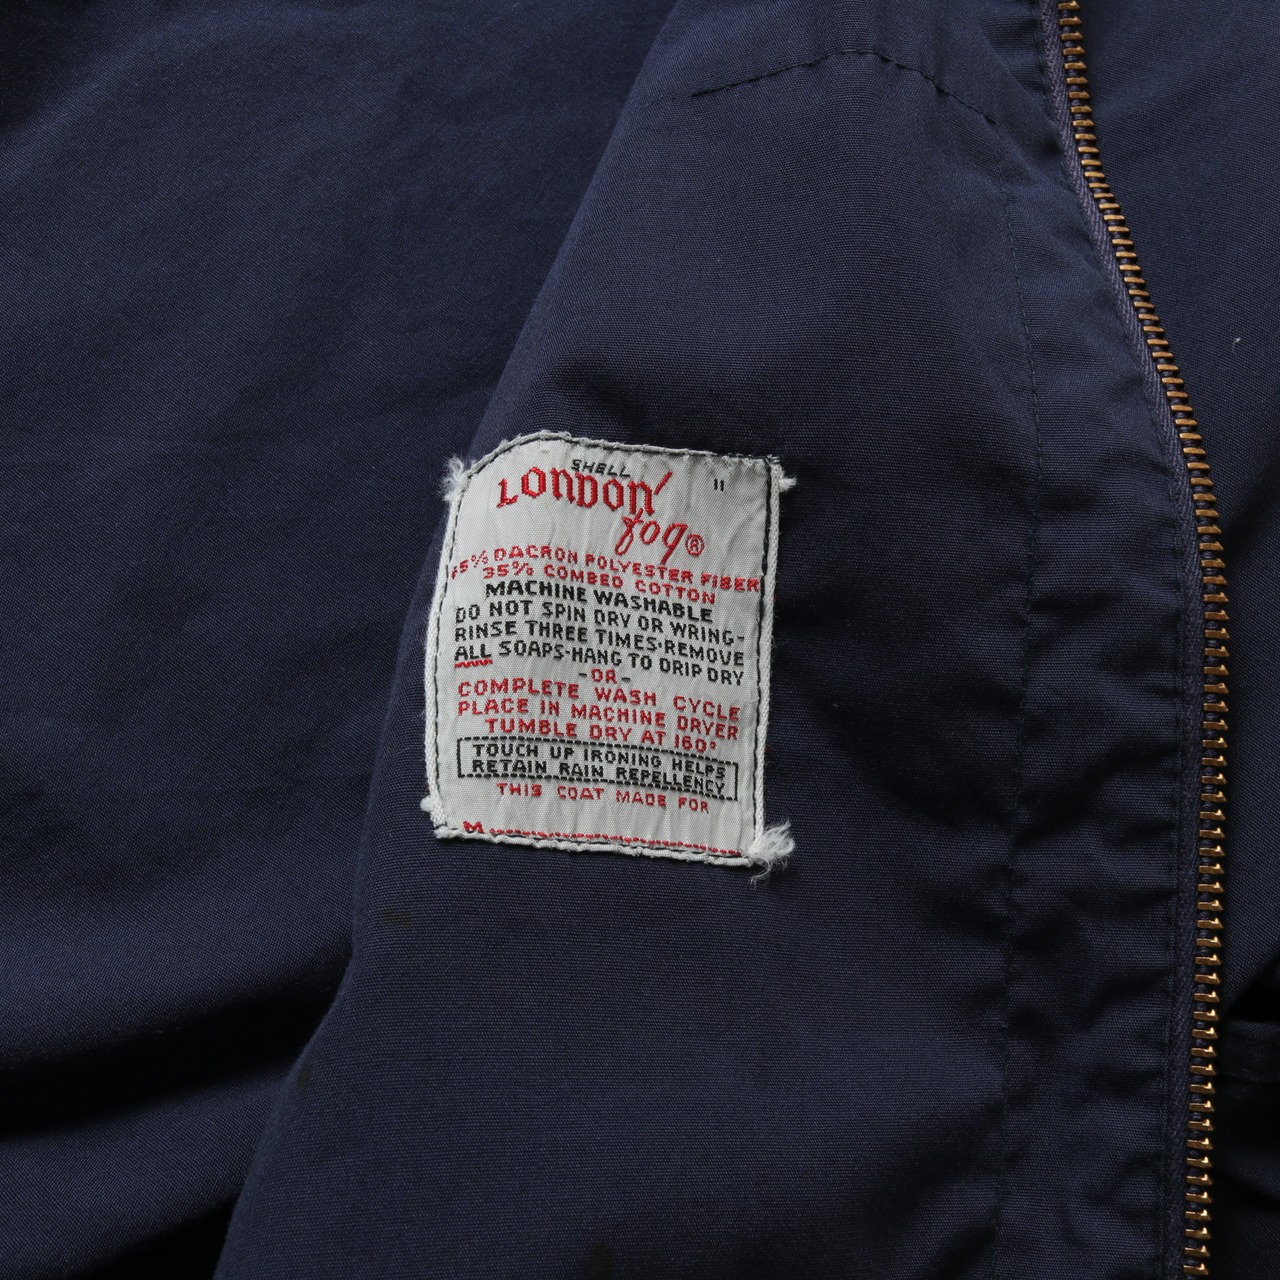 SHELL
LONDON 11
fog®
65% DACRON POLYESTER FIBER
35% COMBED COTTON
MACHINE WASHABLE
DO NOT SPIN DRY OR WRING-
RINSE THREE TIMES·REMOVE
ALL SOAPS-HANG TO DRIP DRY
-OR-
COMPLETE WASH CYCLE
PLACE IN MACHINE DRYER
TUMBLE DRY AT 160°
TOUCH UP IRONING HELPS
RETAIN RAIN REPELLENCY
THIS COAT MADE FOR
M